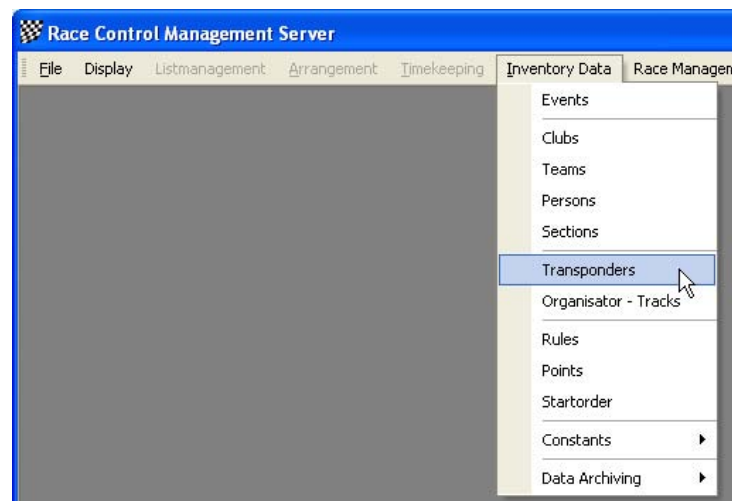 Race Control Management Server
File Display Listmanagement Arrangement Timekeeping Inventory Data Race Managem
Events
Clubs
Teams
Persons
Sections
Transponders
Organisator - Tracks
Rules
Points
Startorder
Constants
Data Archiving